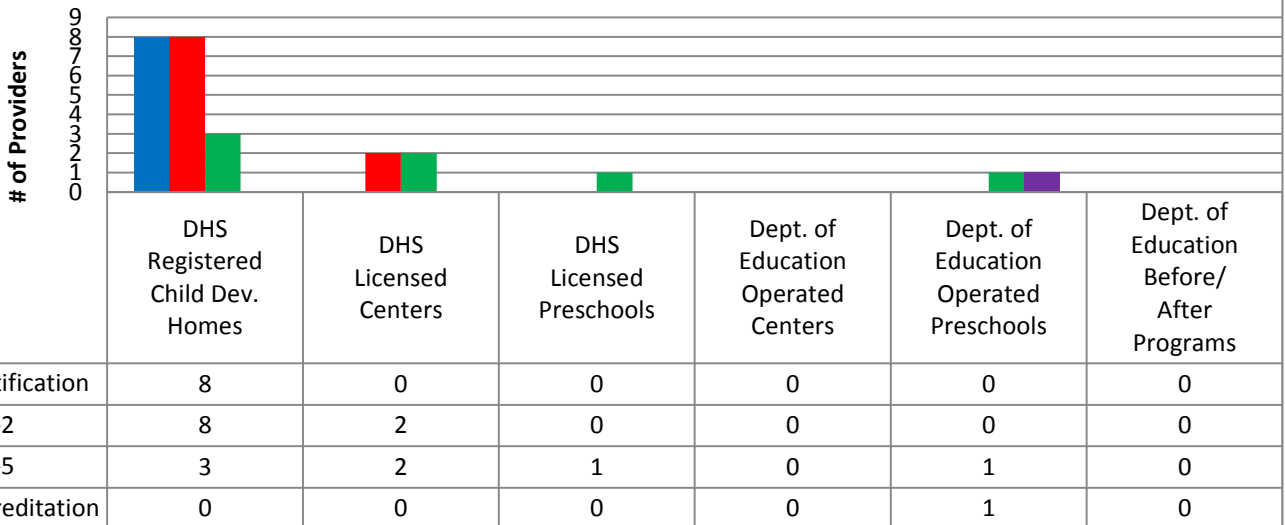 # of Providers
9
8
7
6
5
4
3
2
1
0
DHS
Registered
Child Dev.
Homes
DHS
Licensed
Centers
DHS
Licensed
Preschools
Dept. of
Education
Operated
Centers
Dept. of
Education
Operated
Preschools
Dept. of
Education
Before/
After
Programs
8 0 0 0 0 0
2 8 2 0 0 0 0
5 3 2 1 0 1 0
0 0 0 0 1 0